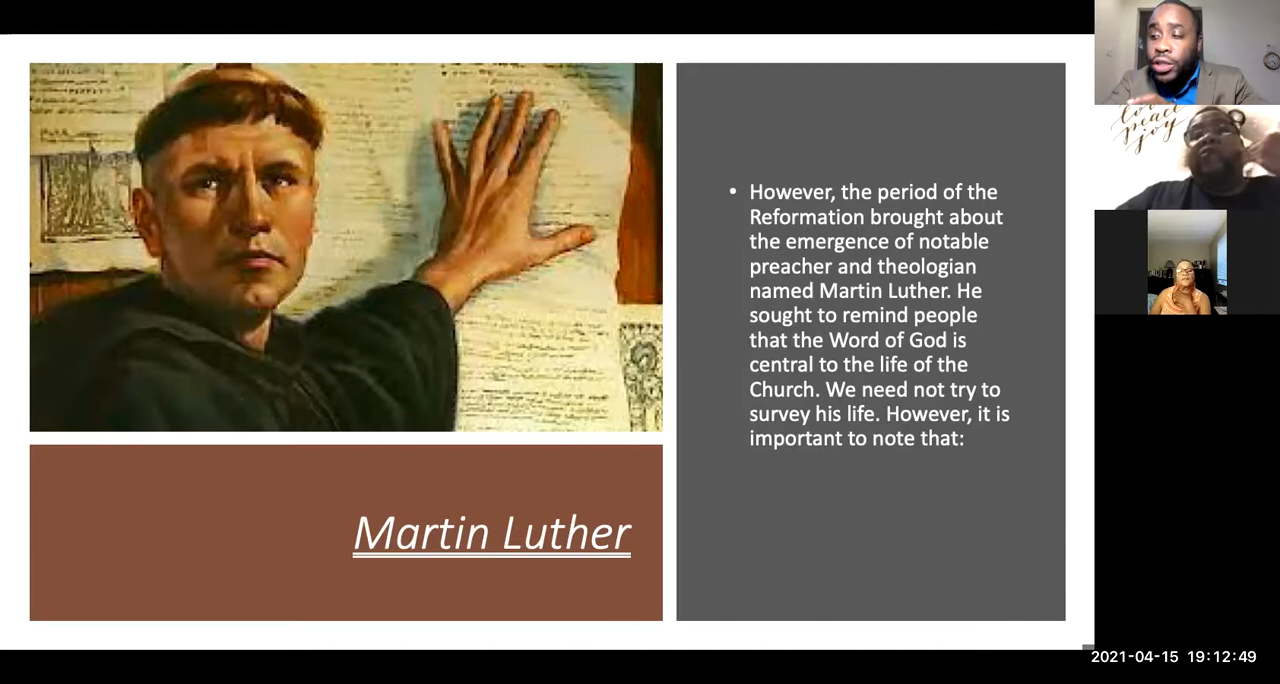 However, the period of the
Reformation brought about
the emergence of notable
preacher and theologian
named Martin Luther. He
sought to remind people
that the Word of God is
central to the life of the
Church. We need not try to
survey his life. However, it is
important to note that:
Martin Luther
love
peace
joy
2021-04-15 19:12:49